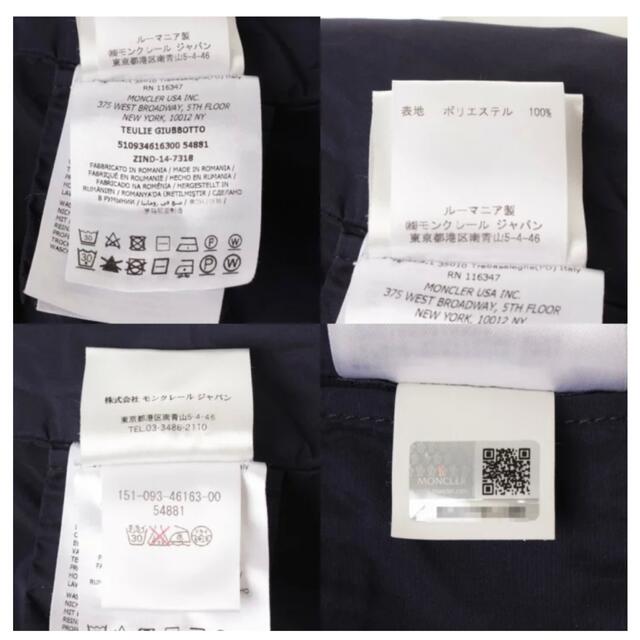 ルーマニア製
㈱モンクレール ジャパン
東京都港区南青山5-4-46
RN 116347
MONCLER USA INC.
375 WEST BROADWAY, 5TH FLOOR
NEW YORK, 10012 NY
TEULIE GIUBBOTTO
510934616300 54881
ZIND-14-7318
FABBRICATO IN ROMANIA / MADE IN ROMANIA /
FABRIQUÉ EN ROUMANIE / HECHO EN RUMANIA /
FABRICADO NA ROMÉNIA / HERGESTELLT IN
RUMÄNIEN / ROMANYA'DA ÜRETILMIŞTIR / СДЕЛАНО
В РУМЫНИИ /
30
30
表地 ポリエステル 100%
ルーマニア製
㈱モンクレール ジャパン
東京都港区南青山5-4-46
RN 116347
MONCLER USA INC.
375 WEST BROADWAY, 5TH FLOOR
NEW YORK, 10012 NY
株式会社 モンクレール ジャパン
東京都港区南青山5-4-46
TEL.03-3486-2110
151-093-46163-00
54881
30
MONCLER